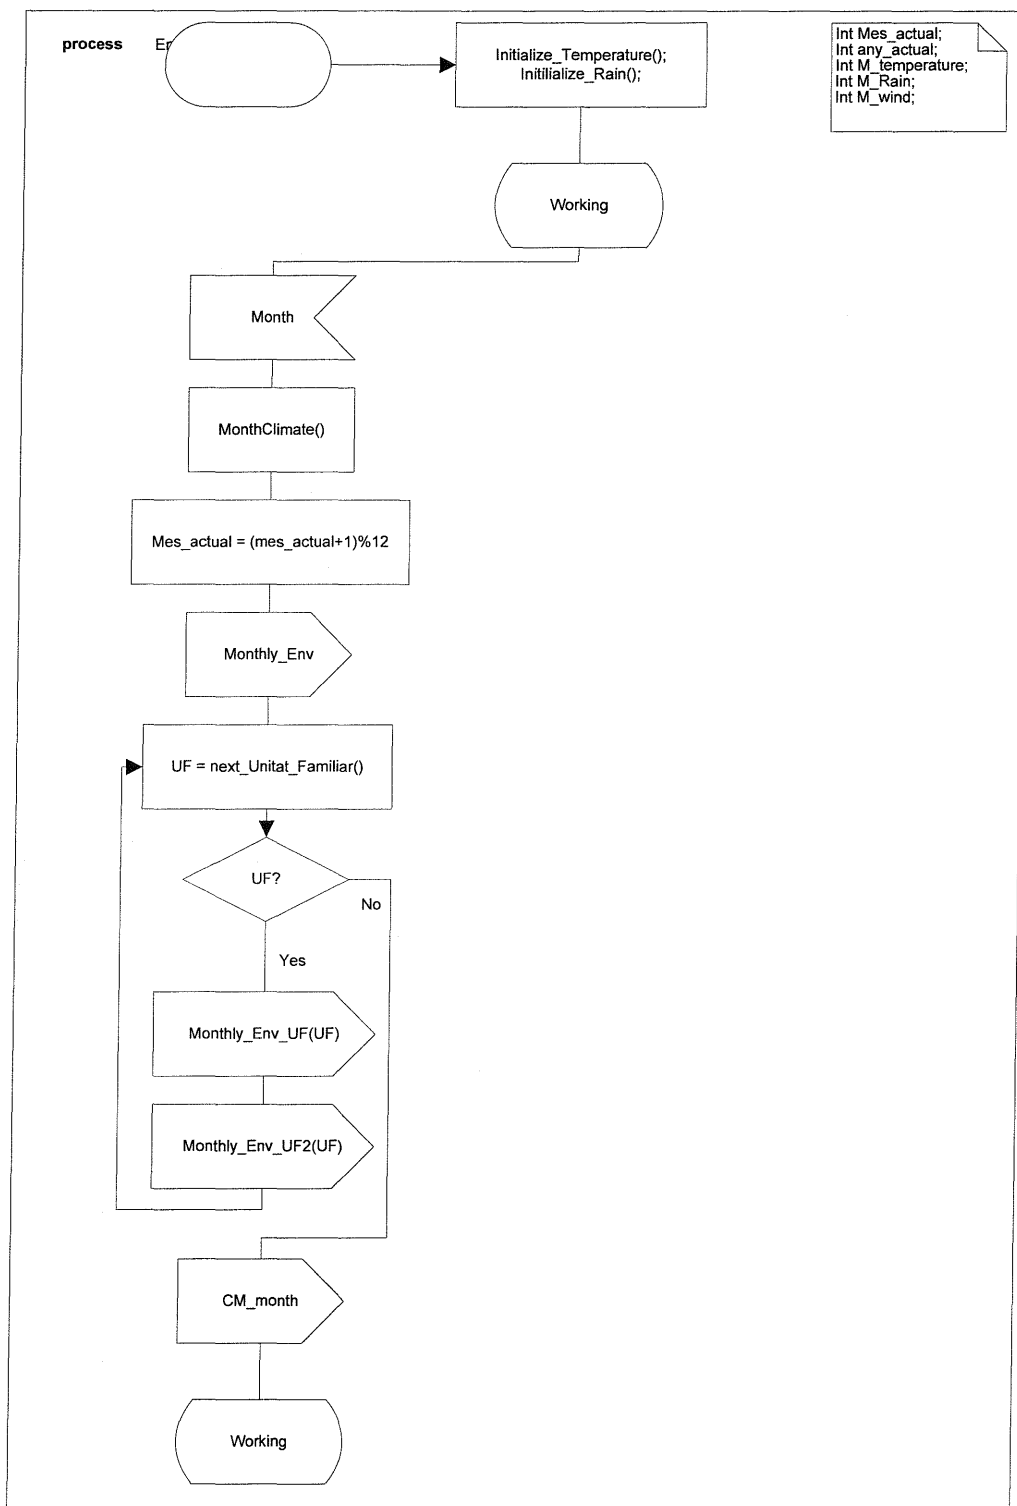 process
Initialize_Temperature();
Initilialize_Rain();
Int Mes_actual;
Int any_actual;
Int M_temperature;
Int M_Rain;
Int M_wind;
Working
Month
MonthClimate()
Mes_actual = (mes_actual+1)%12
Monthly_Env
UF = next_Unitat_Familiar()
UF?
No
Yes
Monthly_Env_UF(UF)
Monthly_Env_UF2(UF)
CM_month
Working